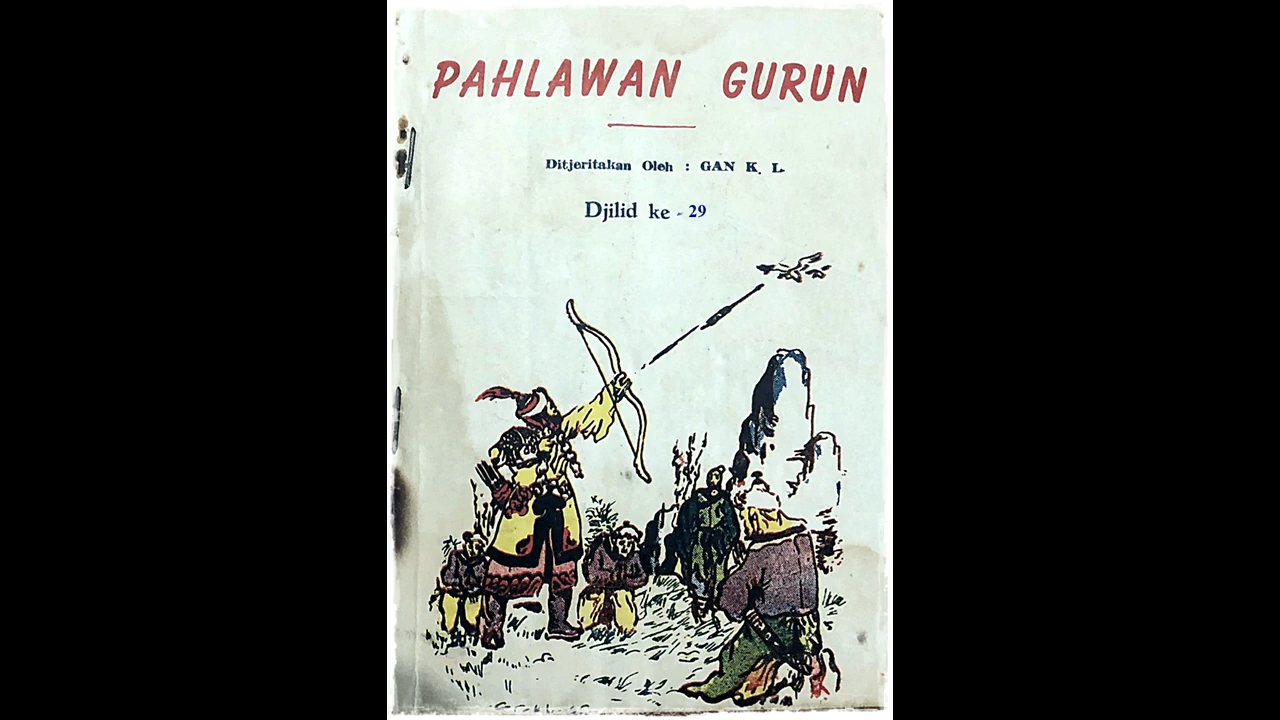 PAHLAWAN GURUN
Ditjeritakan Oleh : GAN K. L.
Djilid ke - 29